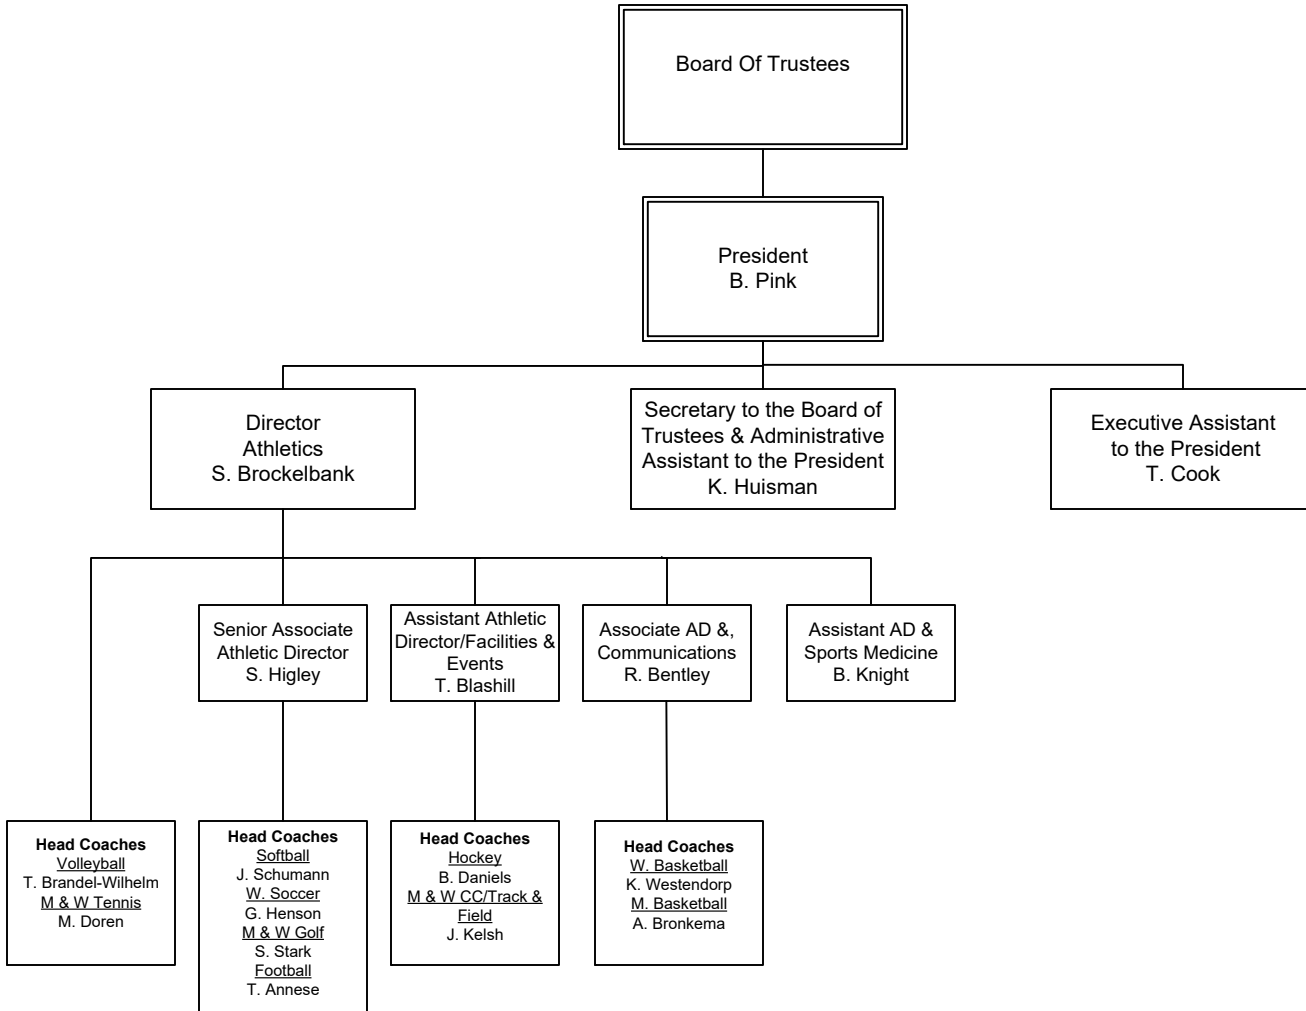 Board Of Trustees
President
B. Pink
Director
Athletics
S. Brockelbank
Secretary to the Board of
Trustees & Administrative
Assistant to the President
K. Huisman
Executive Assistant
to the President
T. Cook
Senior Associate
Athletic Director
S. Higley
Assistant Athletic
Director/Facilities &
Events
T. Blashill
Associate AD &,
Communications
R. Bentley
Assistant AD &
Sports Medicine
B. Knight
Head Coaches
Volleyball
T. Brandel-Wilhelm
M & W Tennis
M. Doren
Head Coaches
Softball
J. Schumann
W. Soccer
G. Henson
M & W Golf
S. Stark
Football
T. Annese
Head Coaches
Hockey
B. Daniels
M & W CC/Track &
Field
J. Kelsh
Head Coaches
W. Basketball
K. Westendorp
M. Basketball
A. Bronkema